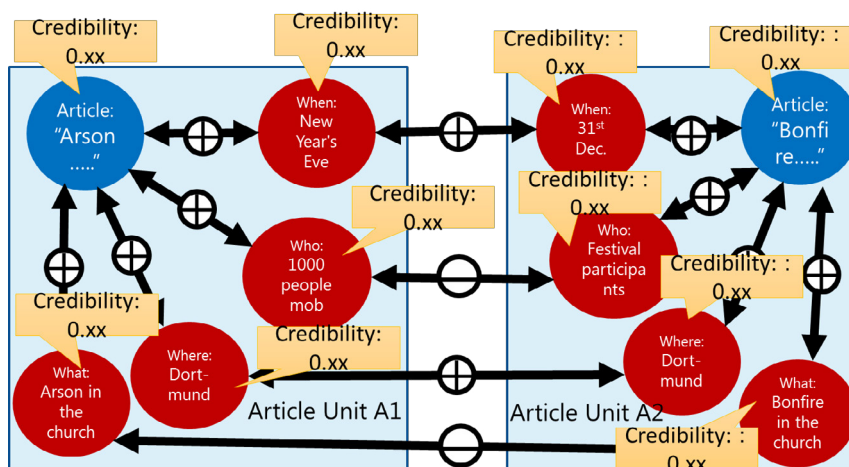 Credibility:
0.xx
Credibility:
0.xx
Credibility: :
0.xx
Credibility: :
0.xx
Article:
"Arson
....."
When:
New
Year's
Eve
When:
31st
Dec.
Article:
"Bonfi
re....."
Credibility:
0.xx
Credibility: :
0.xx
Who:
1000
people
mob
Who:
Festival
participa
nts
Credibility: :
0.xx
Credibility:
0.xx
Credibility:
0.xx
What:
Arson in
the
church
Where:
Dort-
mund
Where:
Dort-
mund
What:
Bonfire
in the
church
Article Unit A1
Article Unit A2
Credibility: :
0.xx